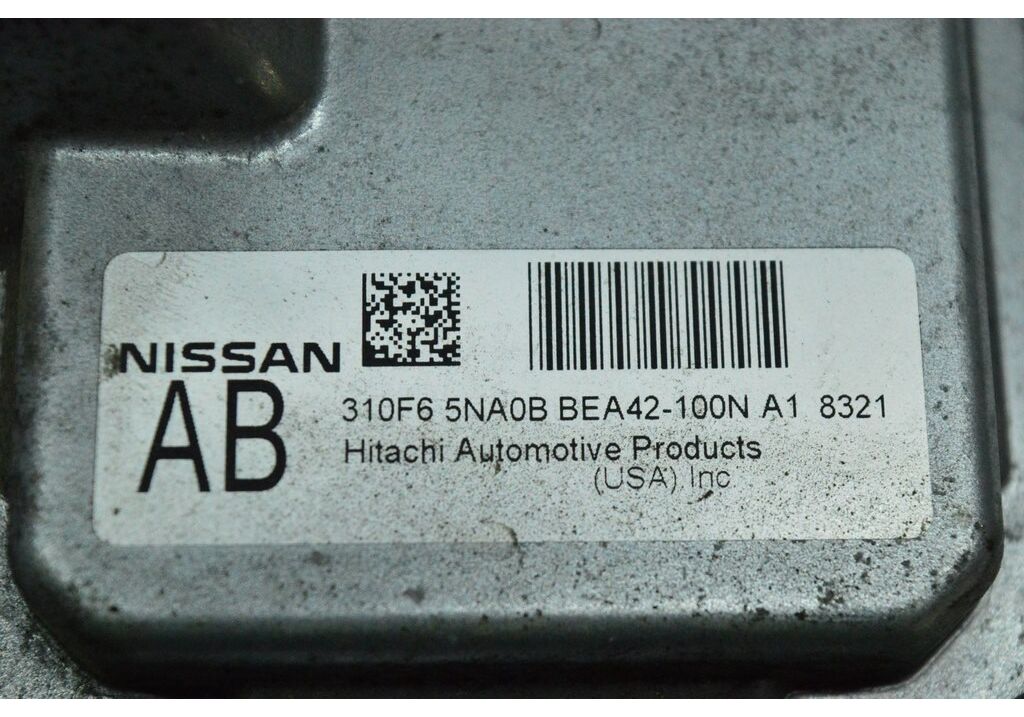 NISSAN
AB
310F6 5NA0B BEA42-100N A1 8321
Hitachi Automotive Products
(USA) Inc